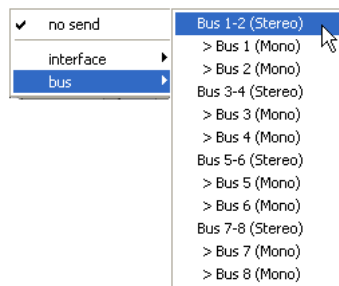 no send
interface
bus
Bus 1-2 (Stereo)
> Bus 1 (Mono)
> Bus 2 (Mono)
Bus 3-4 (Stereo)
> Bus 3 (Mono)
> Bus 4 (Mono)
Bus 5-6 (Stereo)
> Bus 5 (Mono)
> Bus 6 (Mono)
Bus 7-8 (Stereo)
> Bus 7 (Mono)
> Bus 8 (Mono)